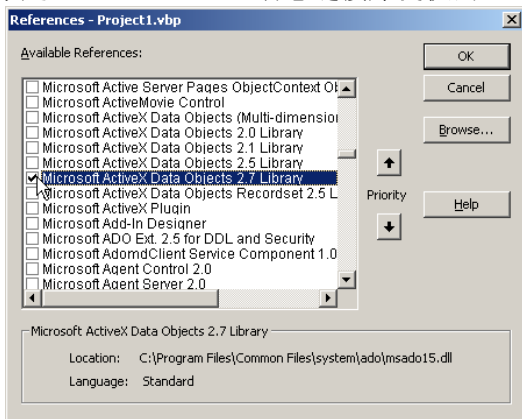 References - Project1.vbp
Available References:
OK
Cancel
Browse...
Priority
Help
Microsoft Active Server Pages ObjectContext
Microsoft ActiveMovie Control
Microsoft ActiveX Data Objects (Multi-dimension
Microsoft ActiveX Data Objects 2.0 Library
Microsoft ActiveX Data Objects 2.1 Library
Microsoft ActiveX Data Objects 2.5 Library
Microsoft ActiveX Data Objects 2.7 Library
Microsoft ActiveX Data Objects Recordset 2.5 L
Microsoft ActiveX Plugin
Microsoft Add-In Designer
Microsoft ADO Ext. 2.5 for DDL and Security
Microsoft AdomdClient Service Component 1.0
Microsoft Agent Control 2.0
Microsoft Agent Server 2.0
Microsoft ActiveX Data Objects 2.7 Library
Location: C:\Program Files\Common Files\system\ado\msado15.dll
Language: Standard